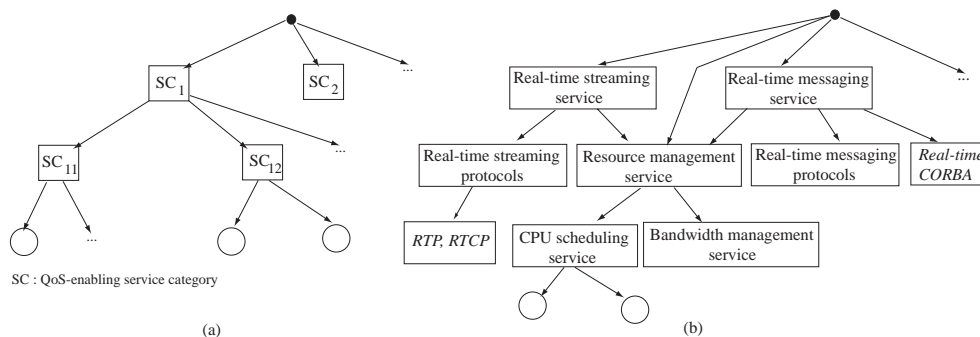 SC1
SC2
...
SC11
SC12
...
...
SC : QoS-enabling service category
(a)
Real-time streaming
service
Real-time messaging
service
...
Real-time streaming
protocols
Resource management
service
Real-time messaging
protocols
Real-time
CORBA
RTP, RTCP
CPU scheduling
service
Bandwidth management
service
(b)